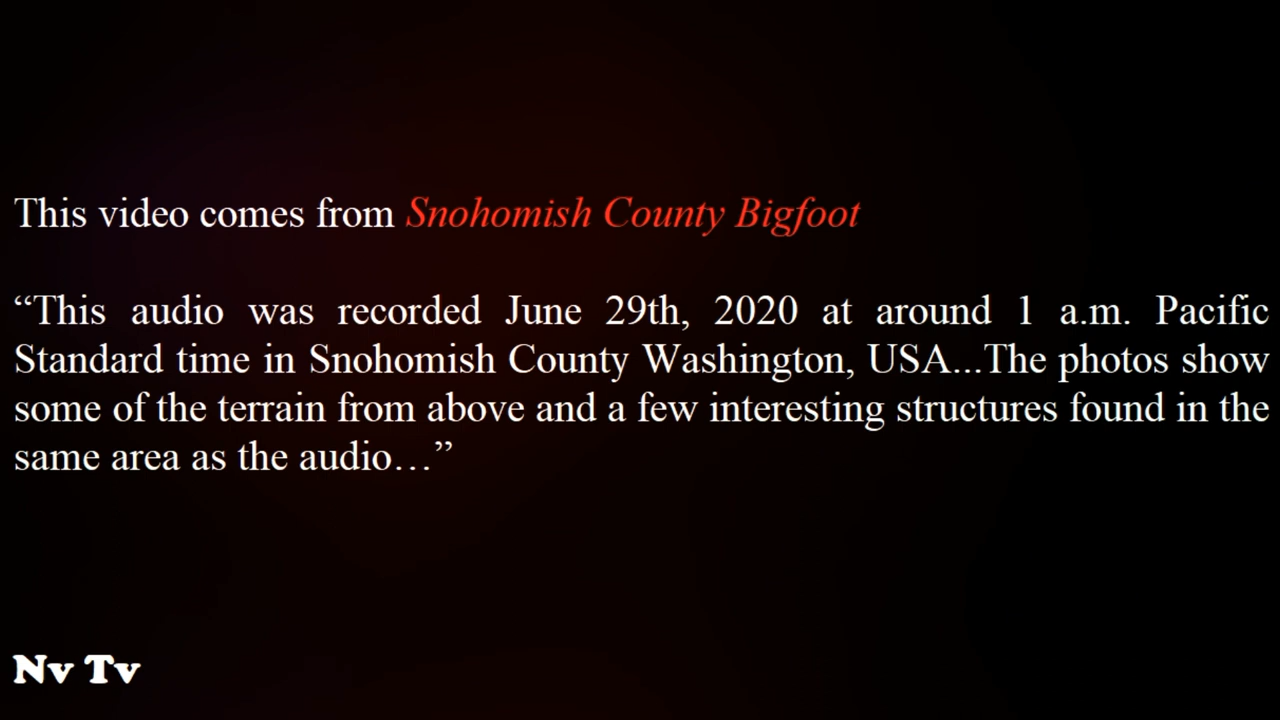 This video comes from Snohomish County Bigfoot
“This audio was recorded June 29th, 2020 at around 1 a.m. Pacific
Standard time in Snohomish County Washington, USA...The photos show
some of the terrain from above and a few interesting structures found in the
same area as the audio…”
Nv Tv